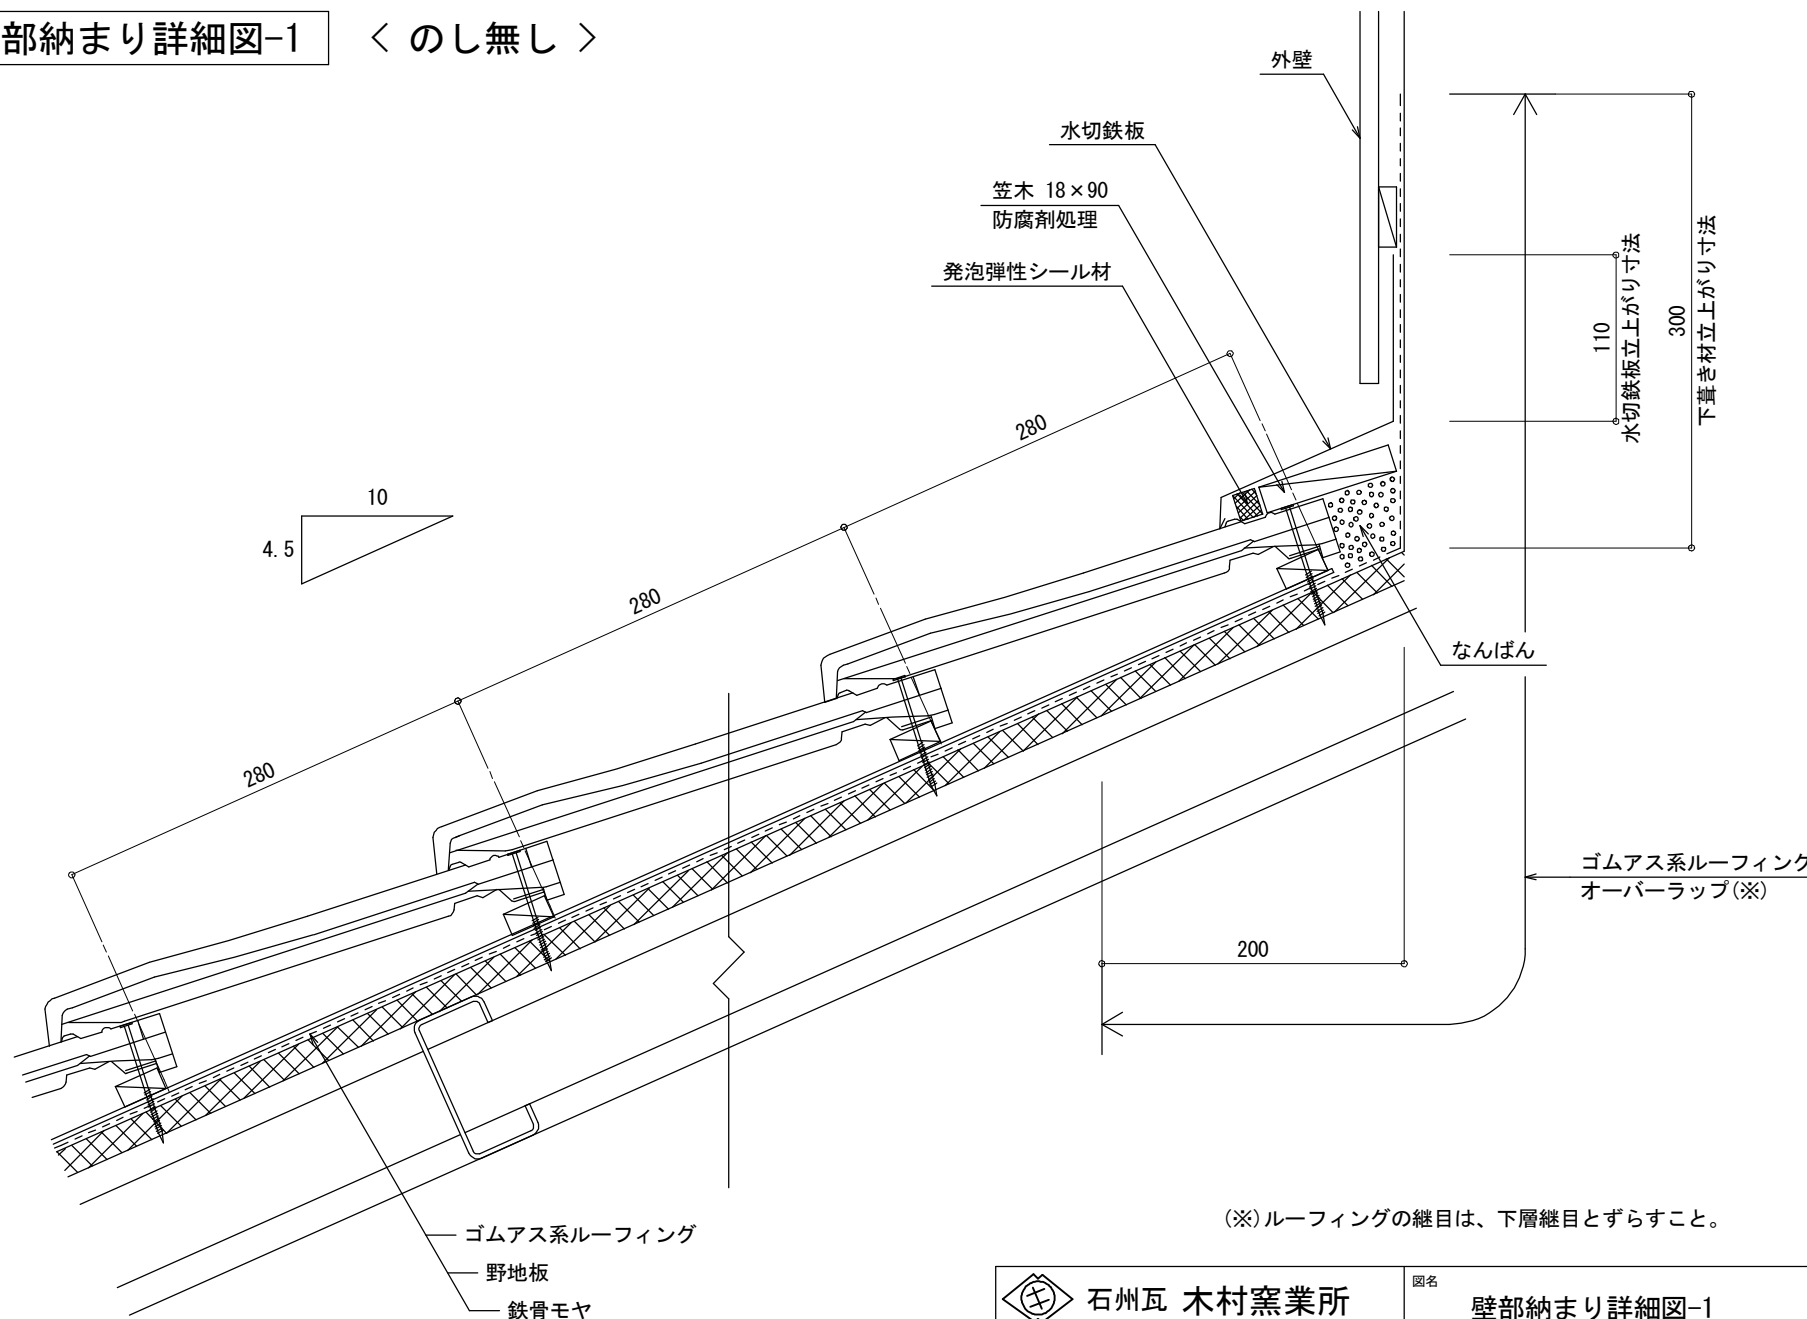 部納まり詳細図-1
< のし無し >
外壁
水切鉄板
笠木 18×90
防腐剤処理
発泡弾性シール材
110
水切鉄板立上がり寸法
300
下葺き材立上がり寸法
280
280
280
10
4.5
なんばん
ゴムアス系ルーフィング
オーバーラップ(※)
200
ゴムアス系ルーフィング
野地板
鉄骨モヤ
(※)ルーフィングの継目は、下層継目とずらすこと。
石州瓦 木村窯業所
図名
壁部納まり詳細図-1